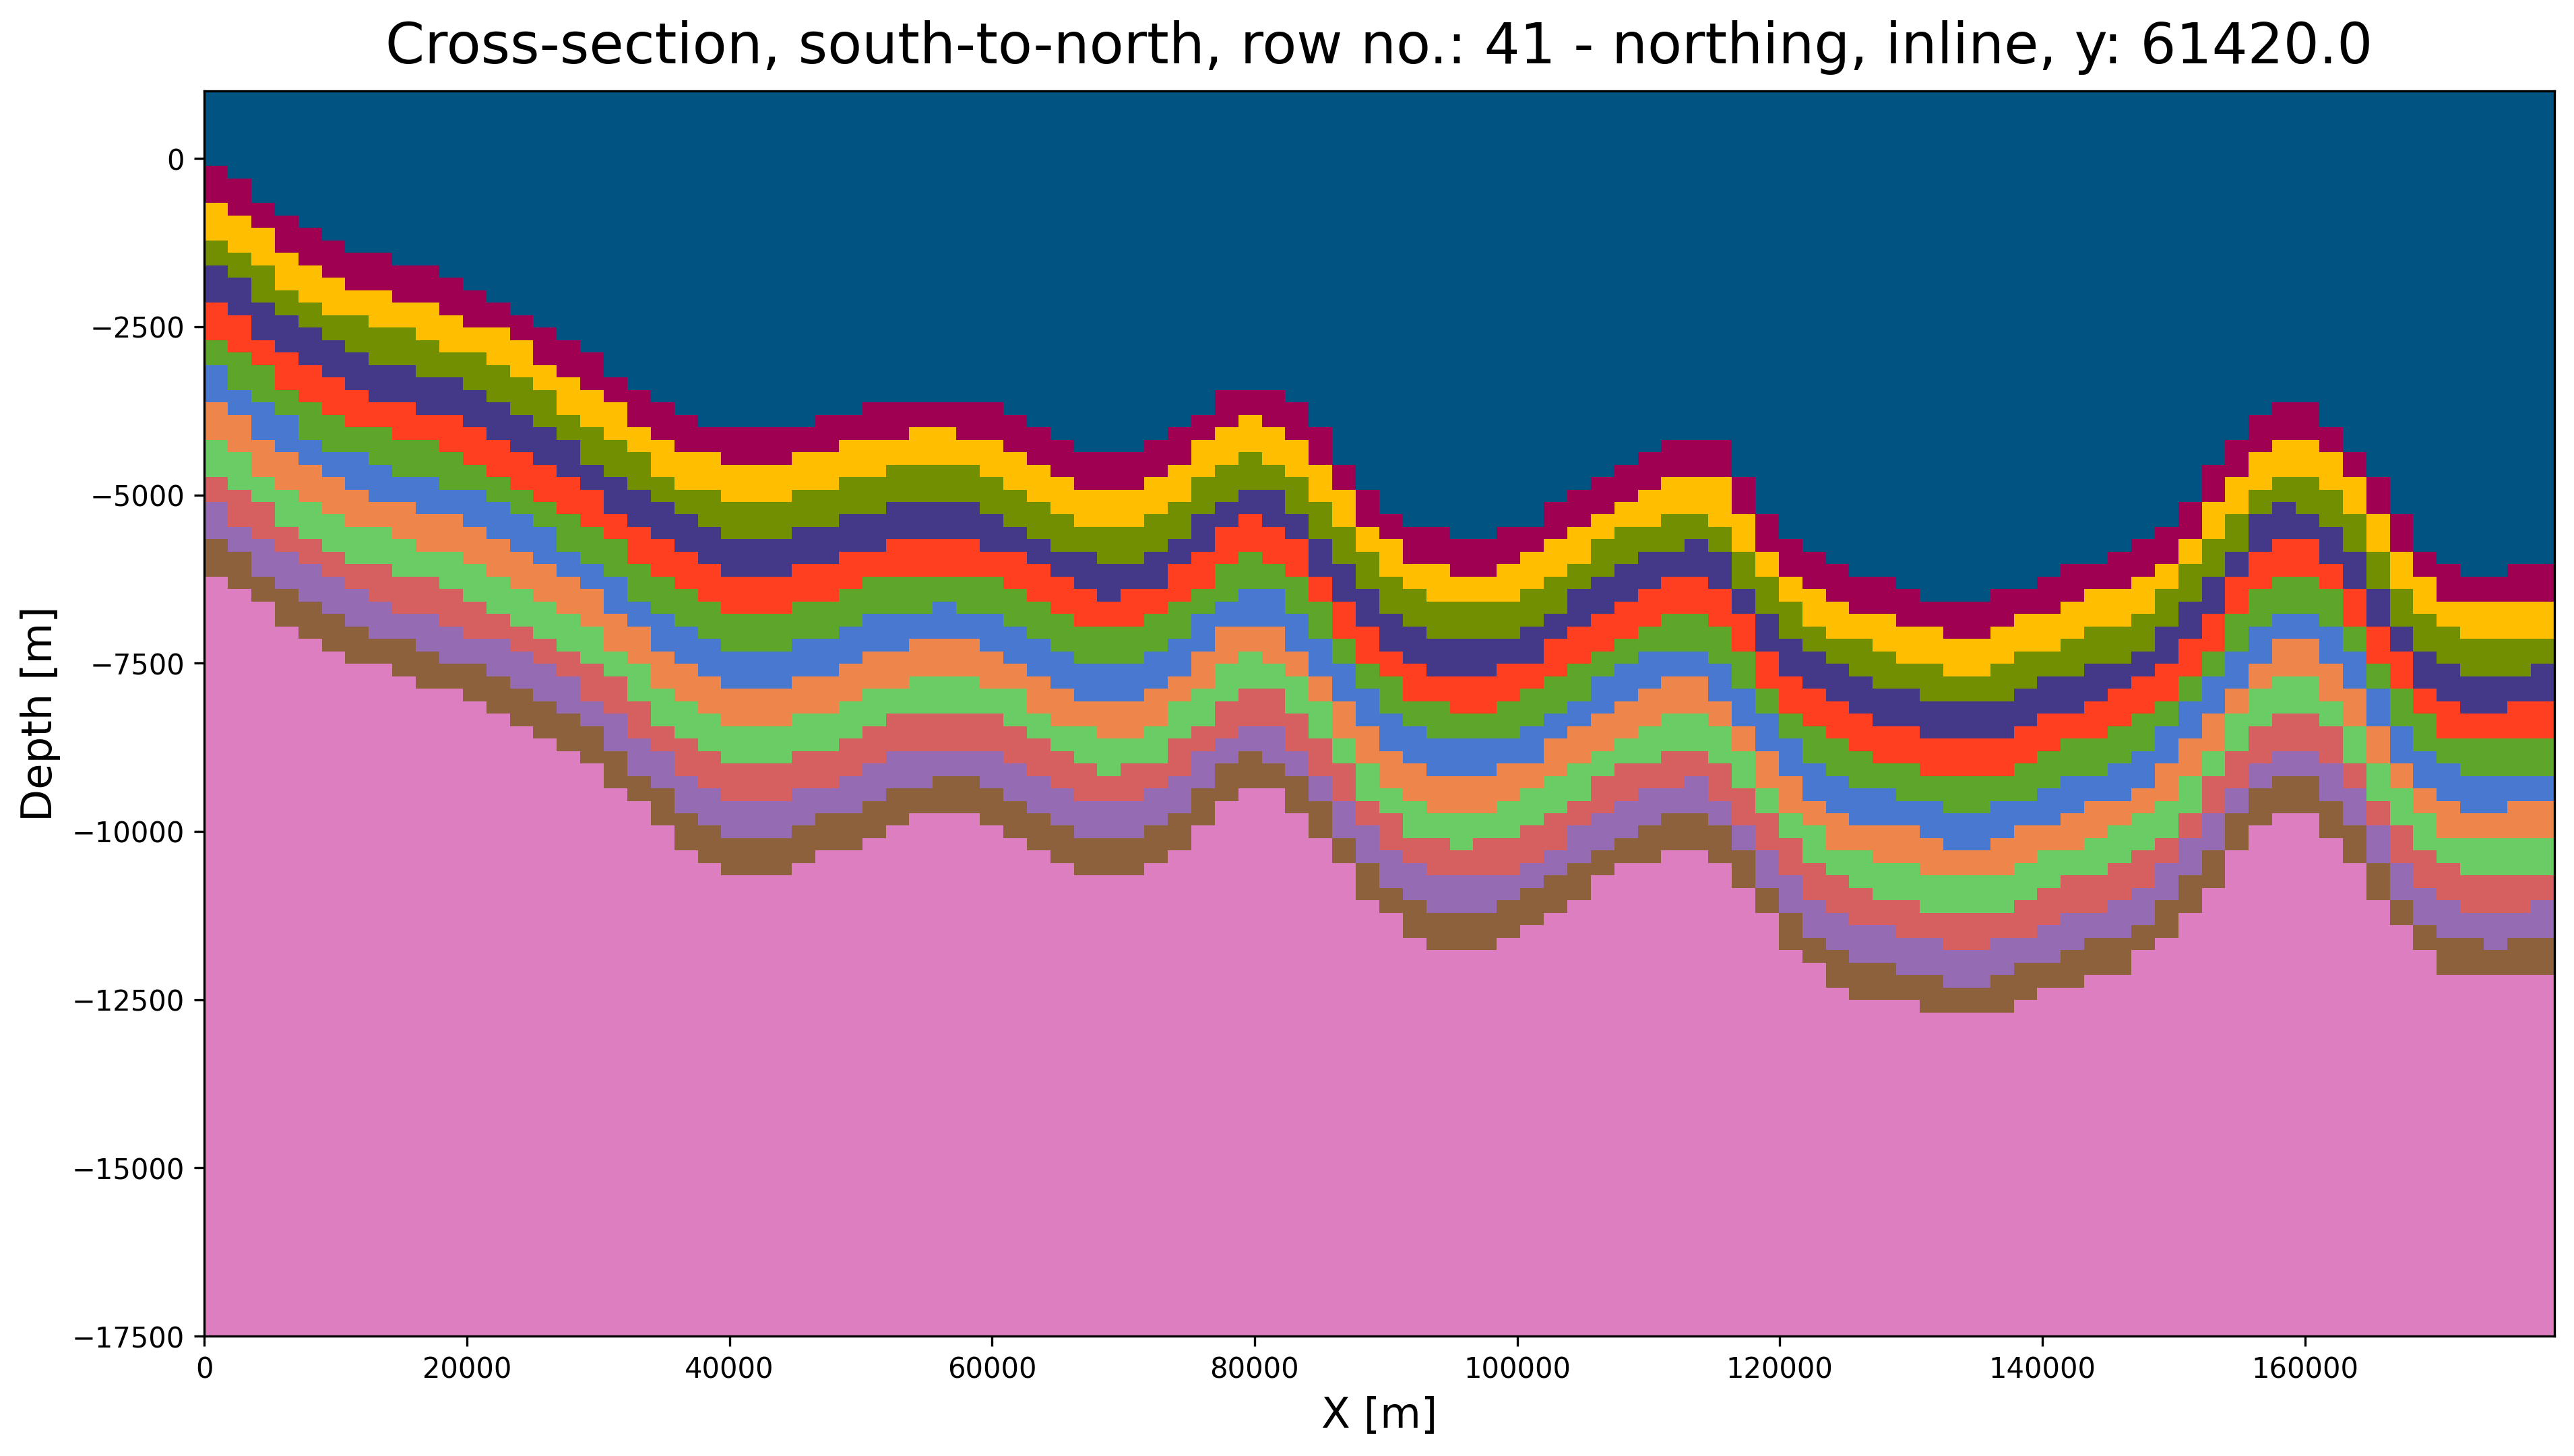 Cross-section, south-to-north, row no.: 41 - northing, inline, y: 61420.0
0
−2500
−5000
−7500
−10000
−12500
−15000
−17500
Depth [m]
0 20000 40000 60000 80000 100000 120000 140000 160000
X [m]